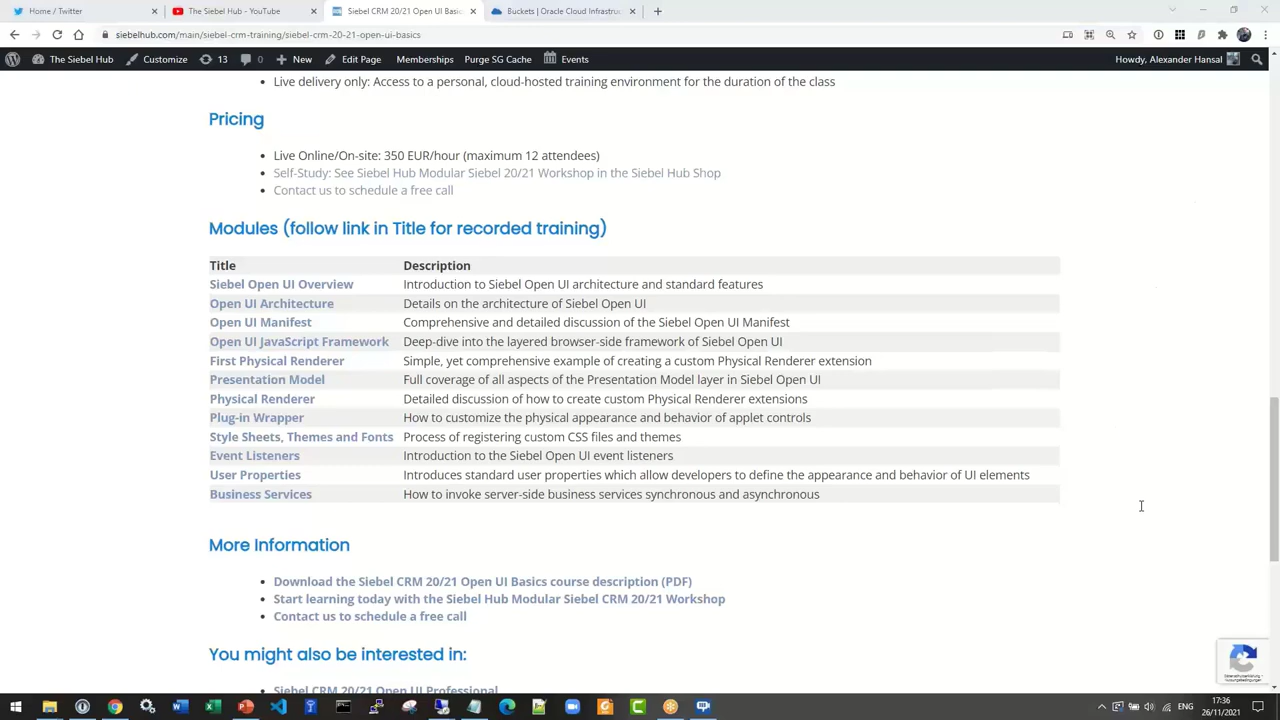 Home / Twitter
The Siebel Hub - YouTube
Siebel CRM 20/21 Open UI Basic
Buckets | Oracle Cloud Infrastruc
siebelhub.com/main/siebel-crm-training/siebel-crm-20-21-open-ui-basics
The Siebel Hub
Customize
13
0
New
Edit Page
Memberships
Purge SG Cache
Events
Howdy, Alexander Hansal
Live delivery only: Access to a personal, cloud-hosted training environment for the duration of the class
Pricing
Live Online/On-site: 350 EUR/hour (maximum 12 attendees)
Self-Study: See Siebel Hub Modular Siebel 20/21 Workshop in the Siebel Hub Shop
Contact us to schedule a free call
Modules (follow link in Title for recorded training)
Title Description
Siebel Open UI Overview Introduction to Siebel Open UI architecture and standard features
Open UI Architecture Details on the architecture of Siebel Open UI
Open UI Manifest Comprehensive and detailed discussion of the Siebel Open UI Manifest
Open UI JavaScript Framework Deep-dive into the layered browser-side framework of Siebel Open UI
First Physical Renderer Simple, yet comprehensive example of creating a custom Physical Renderer extension
Presentation Model Full coverage of all aspects of the Presentation Model layer in Siebel Open UI
Physical Renderer Detailed discussion of how to create custom Physical Renderer extensions
Plug-in Wrapper How to customize the physical appearance and behavior of applet controls
Style Sheets, Themes and Fonts Process of registering custom CSS files and themes
Event Listeners Introduction to the Siebel Open UI event listeners
User Properties Introduces standard user properties which allow developers to define the appearance and behavior of UI elements
Business Services How to invoke server-side business services synchronous and asynchronous
More Information
Download the Siebel CRM 20/21 Open UI Basics course description (PDF)
Start learning today with the Siebel Hub Modular Siebel CRM 20/21 Workshop
Contact us to schedule a free call
You might also be interested in:
Siebel CRM 20/21 Open UI Professional
17:36
26/11/2021